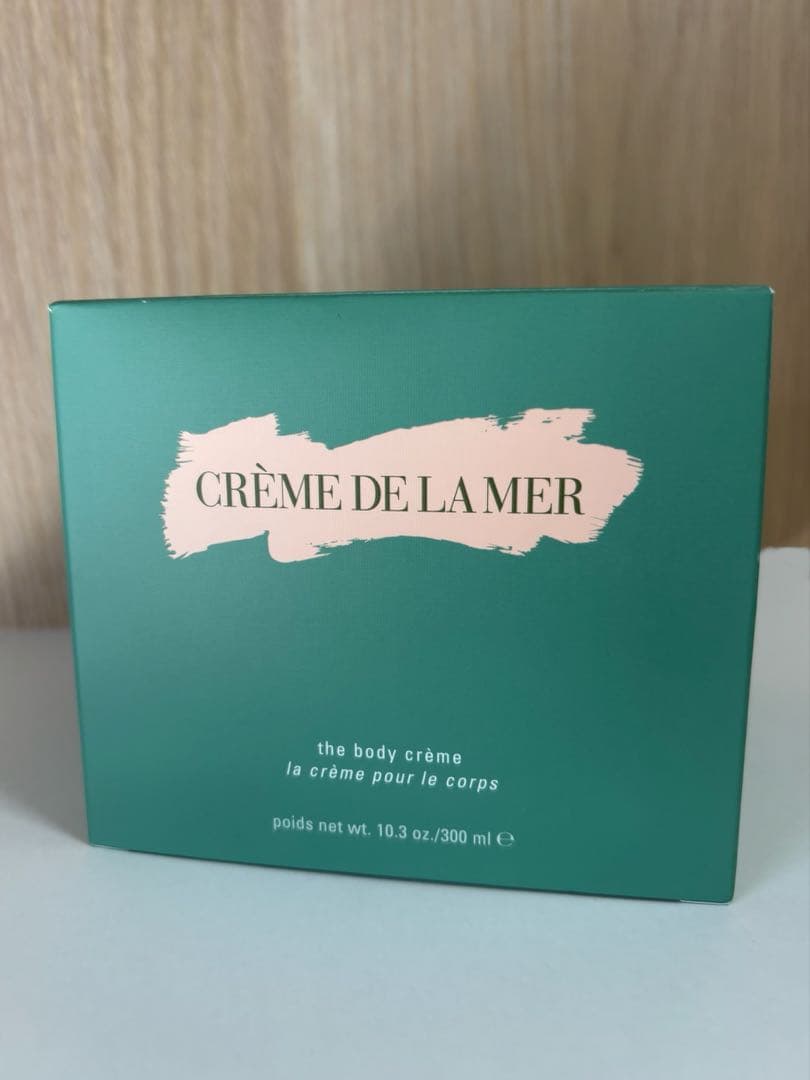 CRÈME DE LA MER
the body crème
la crème pour le corps
poids net wt. 10.3 oz./300 ml ℮